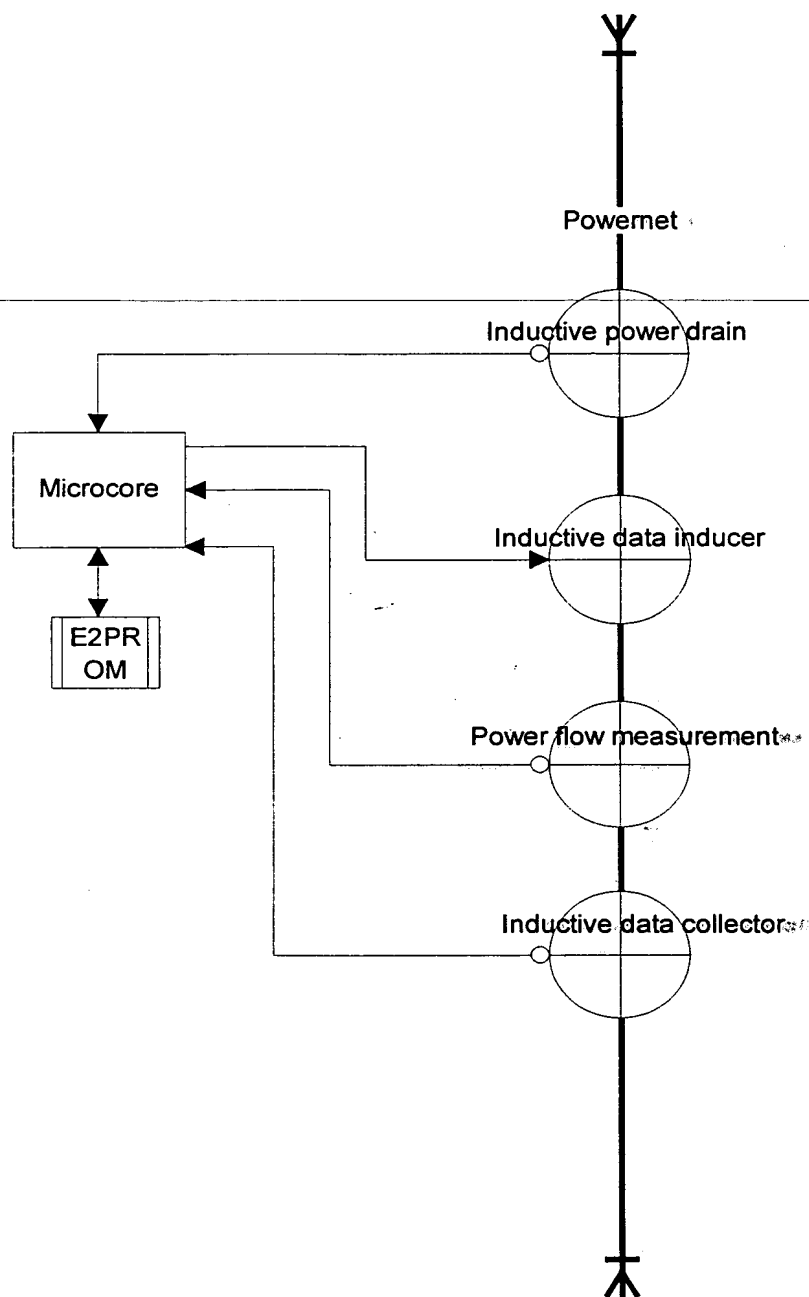 Powernet
Inductive power drain
Microcore
Inductive data inducer
E2PR
OM
Power flow measurement
Inductive data collector